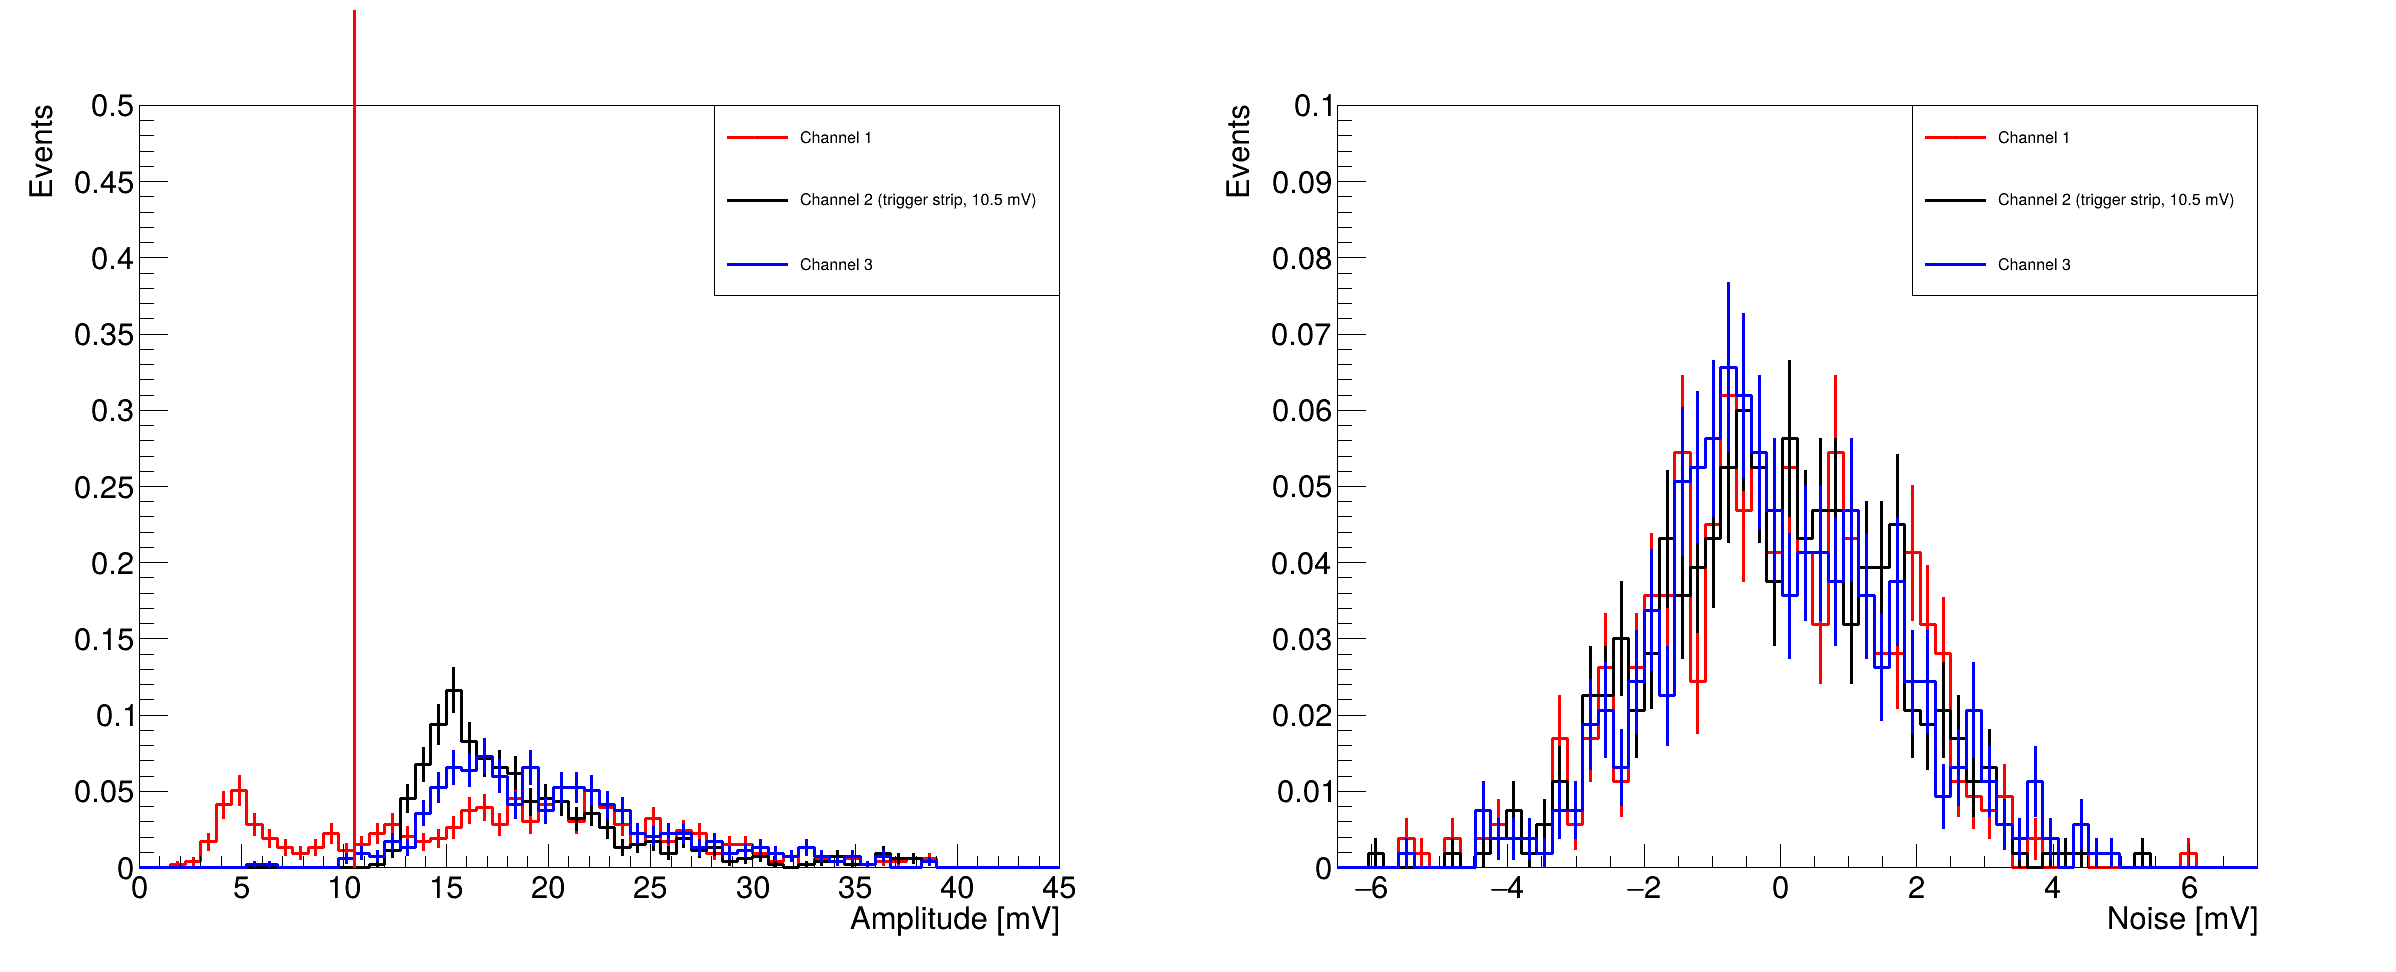 Events
0.5
0.45
0.4
0.35
0.3
0.25
0.2
0.15
0.1
0.05
0
0 5 10 15 20 25 30 35 40 45
Amplitude [mV]
Channel 1
Channel 2 (trigger strip, 10.5 mV)
Channel 3
Events
0.1
0.09
0.08
0.07
0.06
0.05
0.04
0.03
0.02
0.01
0
−6 −4 −2 0 2 4 6
Noise [mV]
Channel 1
Channel 2 (trigger strip, 10.5 mV)
Channel 3